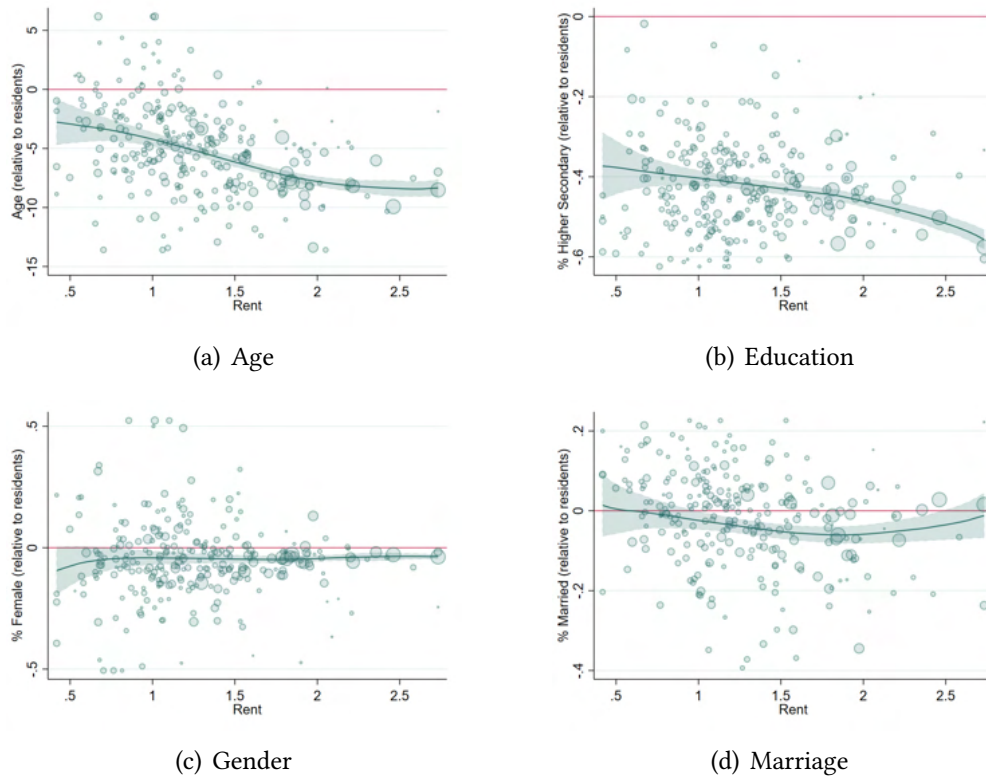 Age (relative to residents)
5
0
-5
-10
-15
.5 1 1.5 2 2.5
Rent
(a) Age
% Higher Secondary (relative to residents)
0
-.2
-.4
-.6
.5 1 1.5 2 2.5
Rent
(b) Education
% Female (relative to residents)
.5
0
-.5
.5 1 1.5 2 2.5
Rent
(c) Gender
% Married (relative to residents)
.2
0
-.2
-.4
.5 1 1.5 2 2.5
Rent
(d) Marriage